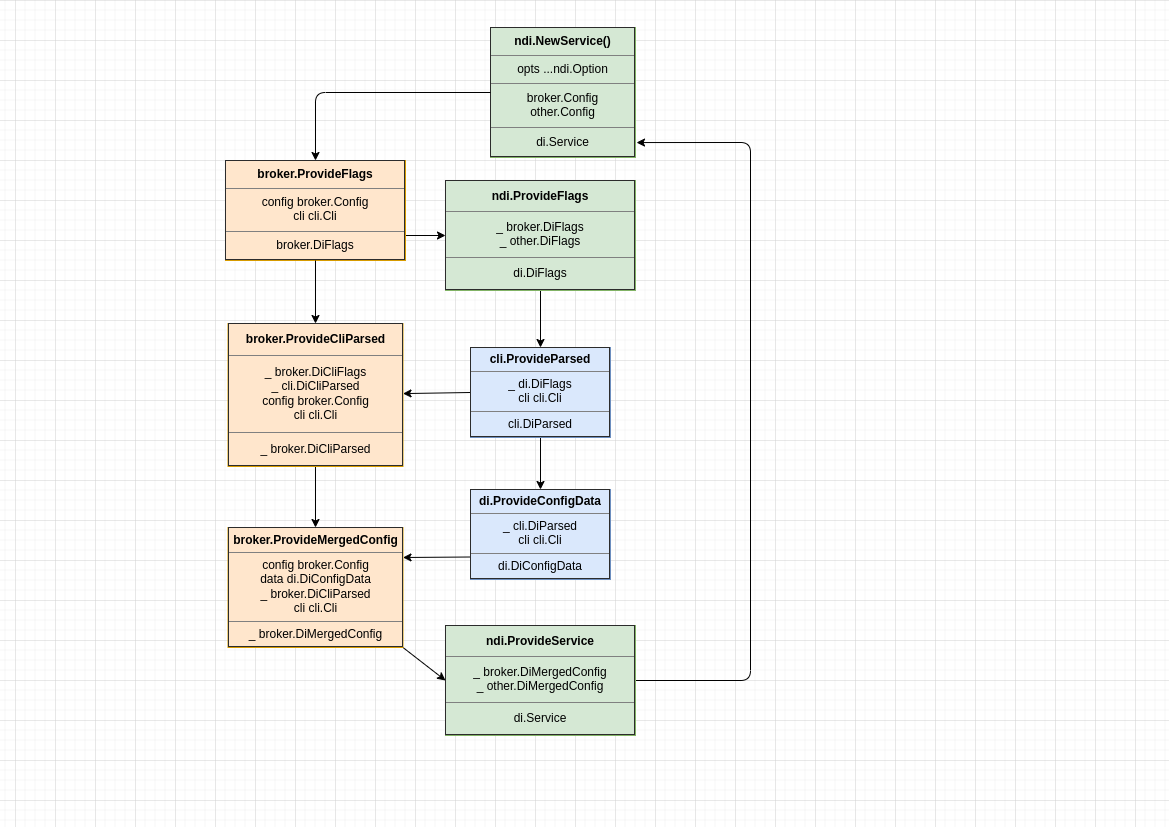 ndi.NewService()
opts ...ndi.Option
broker.Config
other.Config
di.Service
broker.ProvideFlags
config broker.Config
cli cli.Cli
broker.DiFlags
ndi.ProvideFlags
_ broker.DiFlags
_ other.DiFlags
di.DiFlags
broker.ProvideCliParsed
_ broker.DiCliFlags
_ cli.DiCliParsed
config broker.Config
cli cli.Cli
_ broker.DiCliParsed
cli.ProvideParsed
_ di.DiFlags
cli cli.Cli
cli.DiParsed
di.ProvideConfigData
_ cli.DiParsed
cli cli.Cli
di.DiConfigData
broker.ProvideMergedConfig
config broker.Config
data di.DiConfigData
_ broker.DiCliParsed
cli cli.Cli
_ broker.DiMergedConfig
ndi.ProvideService
_ broker.DiMergedConfig
_ other.DiMergedConfig
di.Service